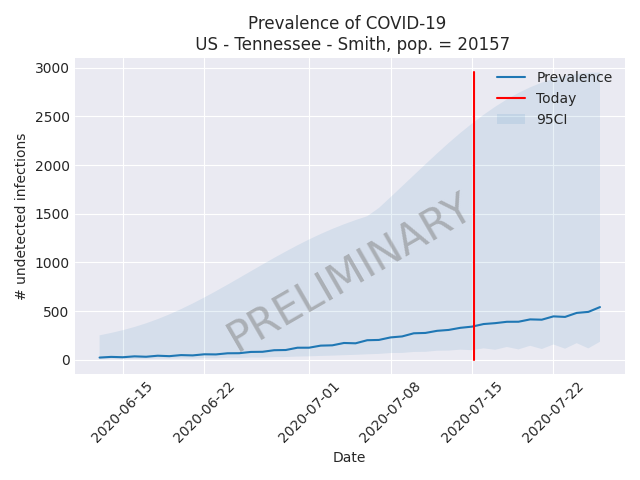 Prevalence of COVID-19
US - Tennessee - Smith, pop. = 20157
3000
2500
2000
1500
1000
500
0
# undetected infections
Prevalence
Today
95CI
PRELIMINARY
2020-06-15
2020-06-22
2020-07-01
2020-07-08
2020-07-15
2020-07-22
Date